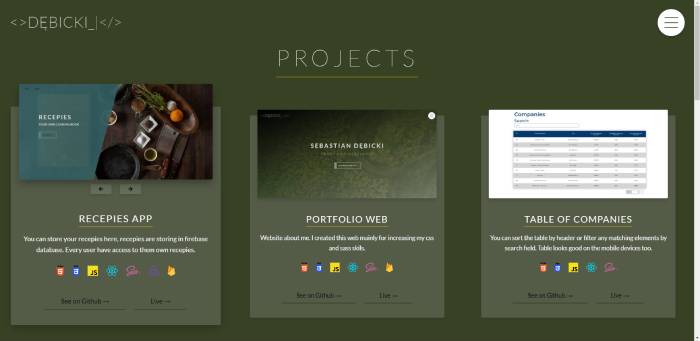 <>DĘBICKI_|</>
PROJECTS
RECEPIES
Companies
SEBASTIAN DĘBICKI
RECEPIES APP
PORTFOLIO WEB
TABLE OF COMPANIES
You can store your recepies here, recepies are storing in firebase
database. Every user have access to them own recepies.
Website about me. I created this web mainly for increasing my css
and sass skills.
You can sort the table by header or filter any matching elements by
search field. Table looks good on the mobile devices too.
JS
JS
JS
See on Github →
Live →
See on Github →
Live →
See on Github →
Live →